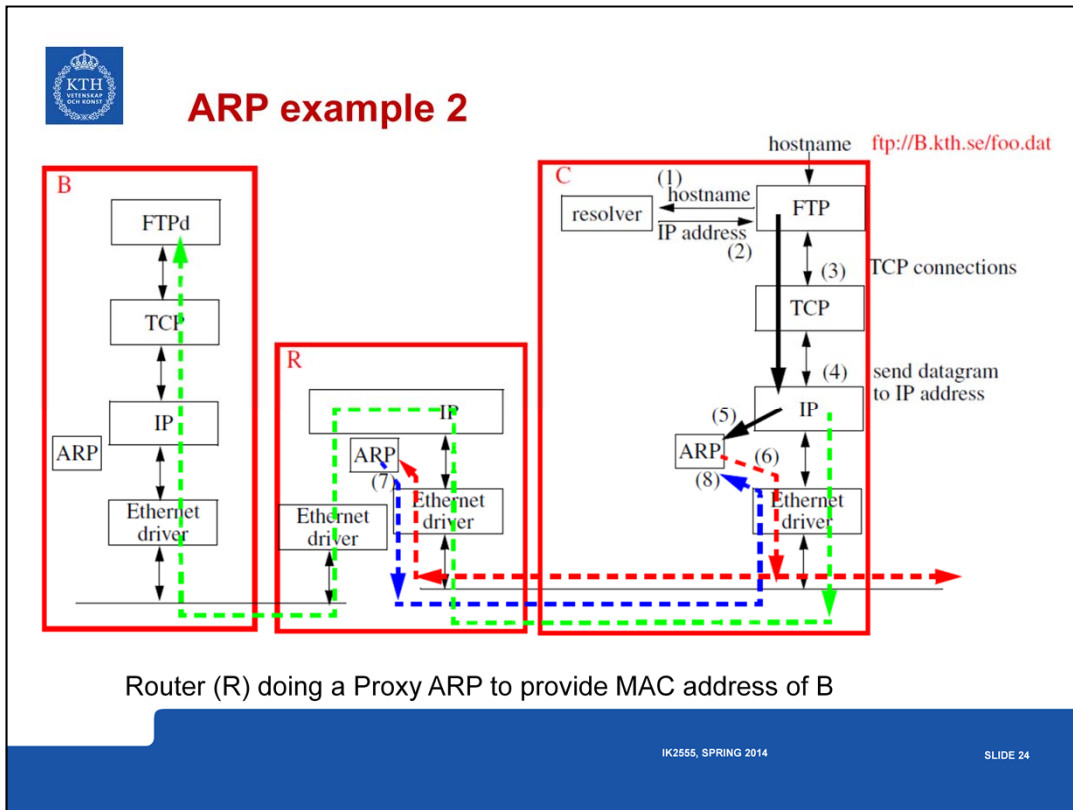 KTH
VETENSKAP
OCH KONST
ARP example 2
hostname ftp://B.kth.se/foo.dat
B
FTPd
TCP
IP
ARP
Ethernet
driver
R
IP
ARP
(7)
Ethernet
driver
Ethernet
driver
C
(1)
hostname
resolver
FTP
IP address
(2)
(3)
TCP connections
TCP
(4)
send datagram
to IP address
IP
(5)
ARP
(6)
(8)
Ethernet
driver
Router (R) doing a Proxy ARP to provide MAC address of B
IK2555, SPRING 2014
SLIDE 24